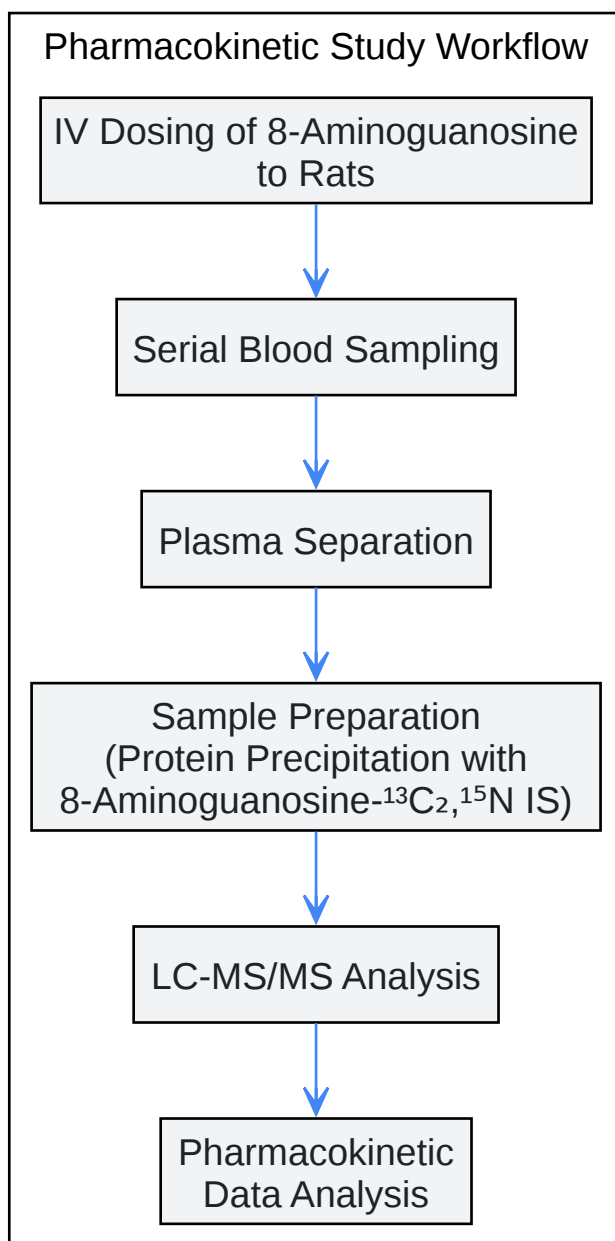 Pharmacokinetic Study Workflow
IV Dosing of 8-Aminoguanosine
to Rats
Serial Blood Sampling
Plasma Separation
Sample Preparation
(Protein Precipitation with
8-Aminoguanosine-¹³C₂,¹⁵N IS)
LC-MS/MS Analysis
Pharmacokinetic
Data Analysis